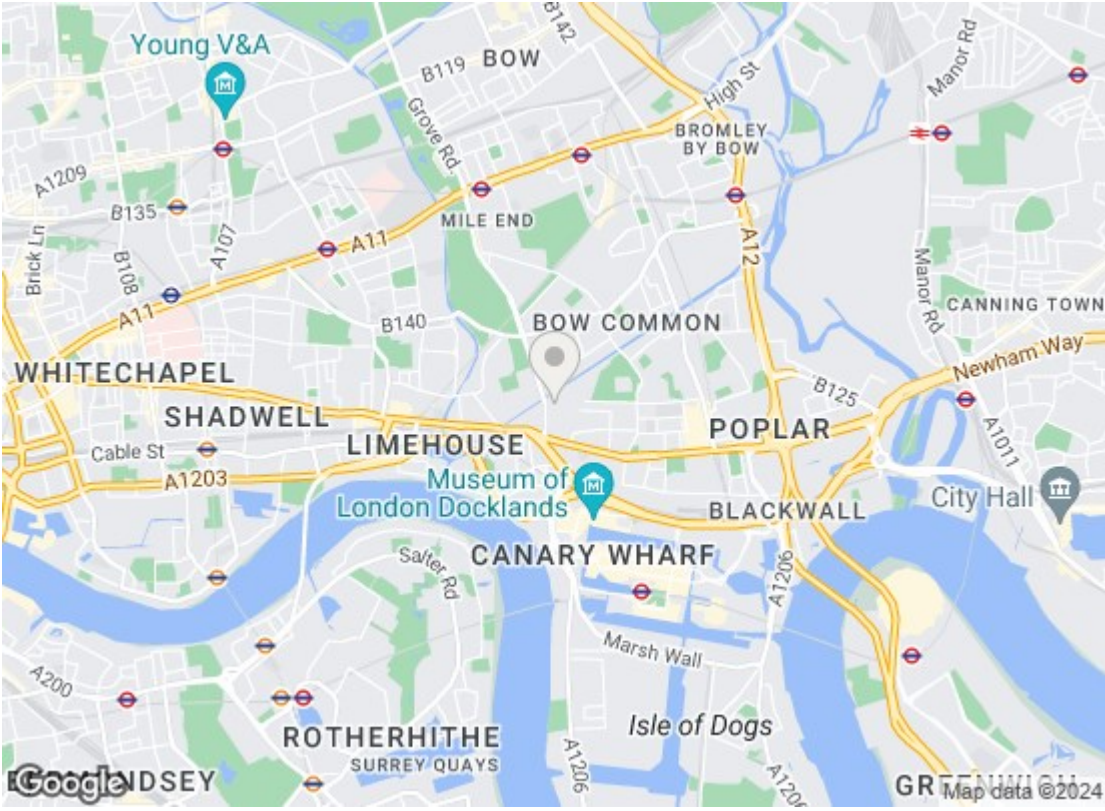 Young V&A
B142
BOW
B119
High St
Manor Rd
Grove Rd.
BROMLEY
BY BOW
A1209
B135
A107
MILE END
A11
A12
Brick Ln
B108
A11
Manor Rd
CANNING TOWN
B140
BOW COMMON
Newham Way
WHITECHAPEL
B125
SHADWELL
POPLAR
LIMEHOUSE
Cable St
A1011
A1203
Museum of
London Docklands
City Hall
BLACKWALL
CANARY WHARF
Salter Rd
A1206
Marsh Wall
A200
Isle of Dogs
ROTHERHITHE
SURREY QUAYS
A1206
A1206
Google
GREENWICH
Map data ©2024